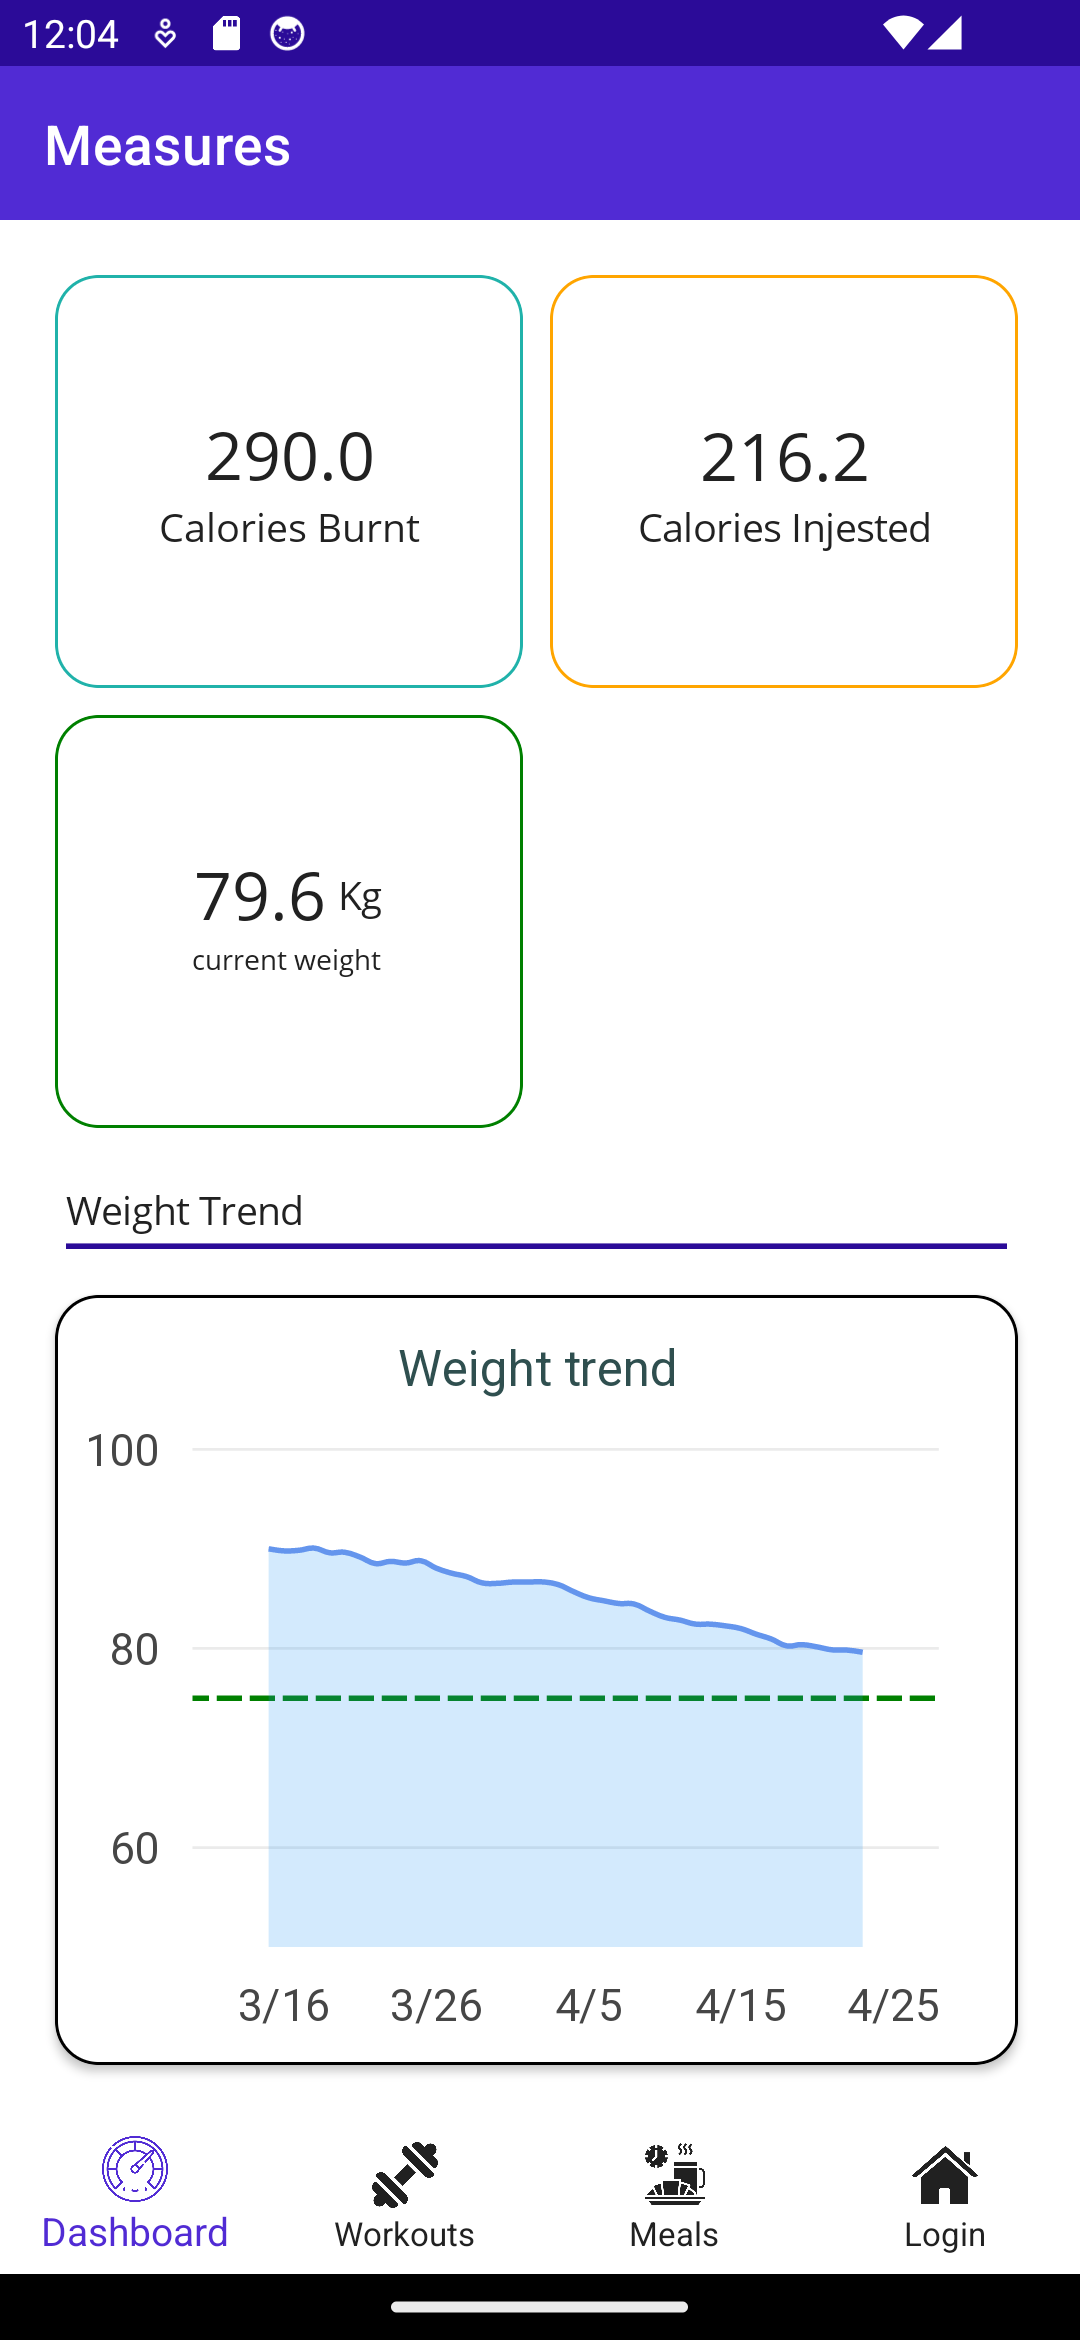 12:04
Measures
290.0
Calories Burnt
216.2
Calories Injested
79.6 Kg
current weight
Weight Trend
Weight trend
100
80
60
3/16 3/26 4/5 4/15 4/25
Dashboard Workouts Meals Login